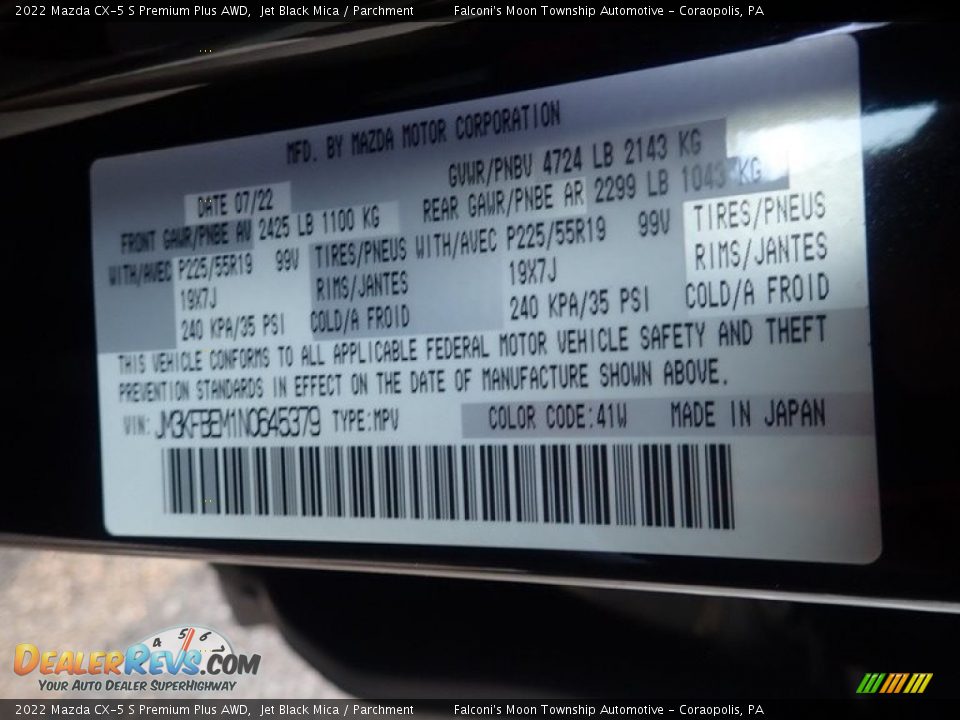 2022 Mazda CX-5 S Premium Plus AWD, Jet Black Mica / Parchment Falconi's Moon Township Automotive - Coraopolis, PA
MFD. BY MAZDA MOTOR CORPORATION
GVWR/PNBV 4724 LB 2143 KG
DATE 07/22
REAR GAWR/PNBE AR 2299 LB 1043 KG
FRONT GAWR/PNBE AV 2425 LB 1100 KG
WITH/AVEC P225/55R19 99V TIRES/PNEUS WITH/AVEC P225/55R19 99V TIRES/PNEUS
19X7J RIMS/JANTES 19X7J RIMS/JANTES
240 KPA/35 PSI COLD/A FROID 240 KPA/35 PSI COLD/A FROID
THIS VEHICLE CONFORMS TO ALL APPLICABLE FEDERAL MOTOR VEHICLE SAFETY AND THEFT
PREVENTION STANDARDS IN EFFECT ON THE DATE OF MANUFACTURE SHOWN ABOVE.
VIN: JM3KFBEM1N0645379 TYPE:MPV COLOR CODE:41W MADE IN JAPAN
4 5 6 7
DEALERREVS.COM
YOUR AUTO DEALER SUPERHIGHWAY
2022 Mazda CX-5 S Premium Plus AWD, Jet Black Mica / Parchment Falconi's Moon Township Automotive - Coraopolis, PA